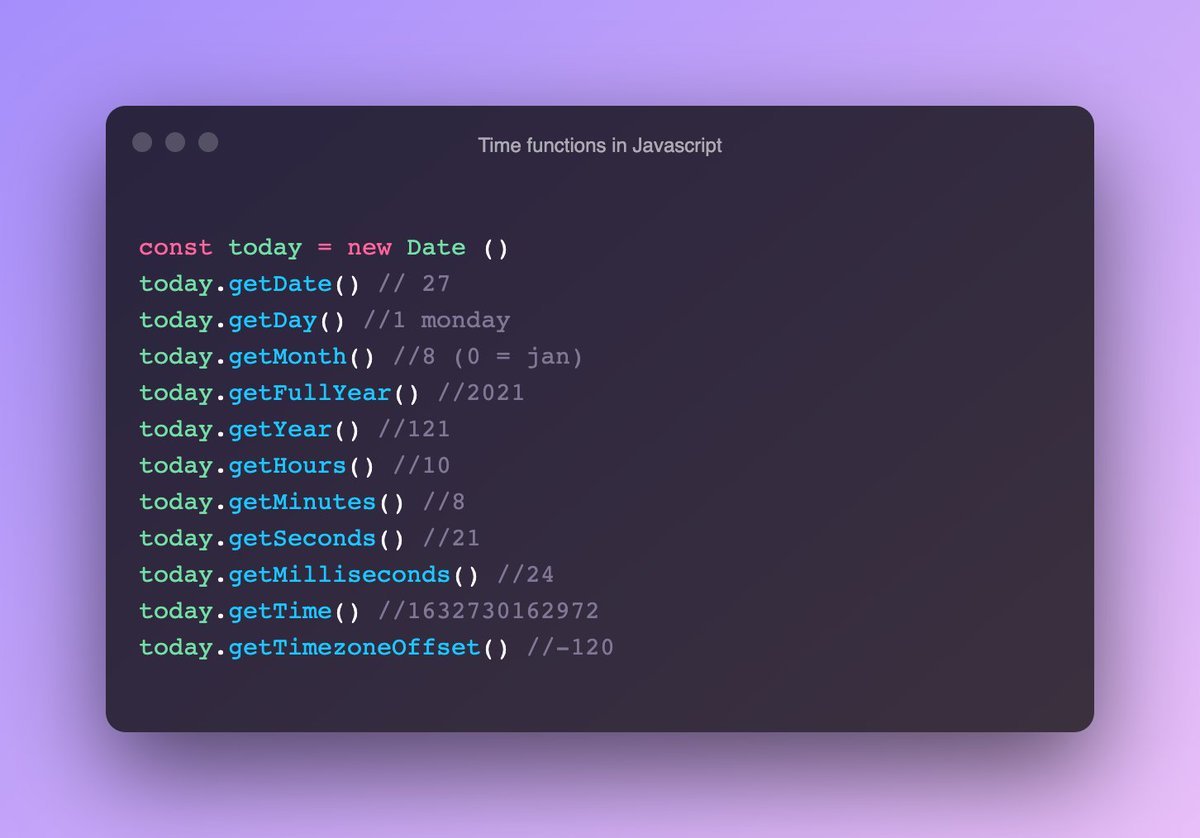 Time functions in Javascript
const today = new Date ()
today.getDate() // 27
today.getDay() //1 monday
today.getMonth() //8 (0 = jan)
today.getFullYear() //2021
today.getYear() //121
today.getHours() //10
today.getMinutes() //8
today.getSeconds() //21
today.getMilliseconds() //24
today.getTime() //1632730162972
today.getTimezoneOffset() //-120